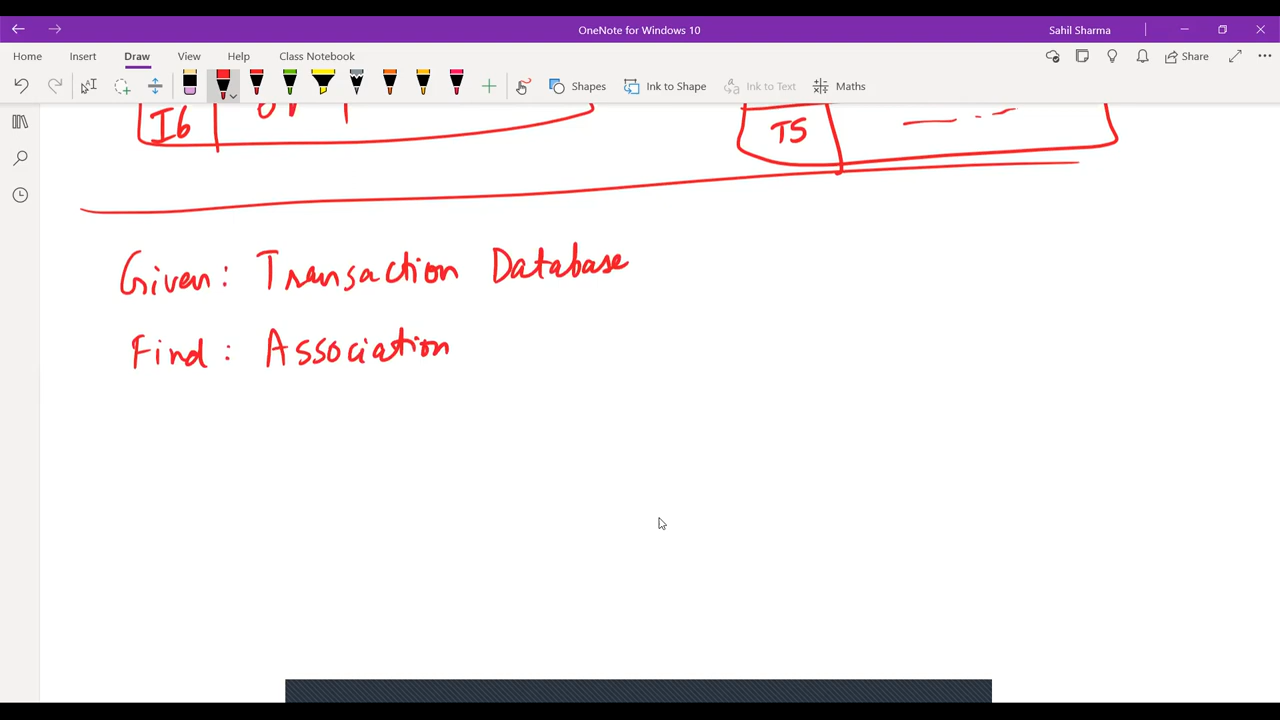 OneNote for Windows 10
Sahil Sharma
Home Insert Draw View Help Class Notebook
Share
Shapes Ink to Shape Ink to Text Maths
I6
T5
Given: Transaction Database
Find: Association